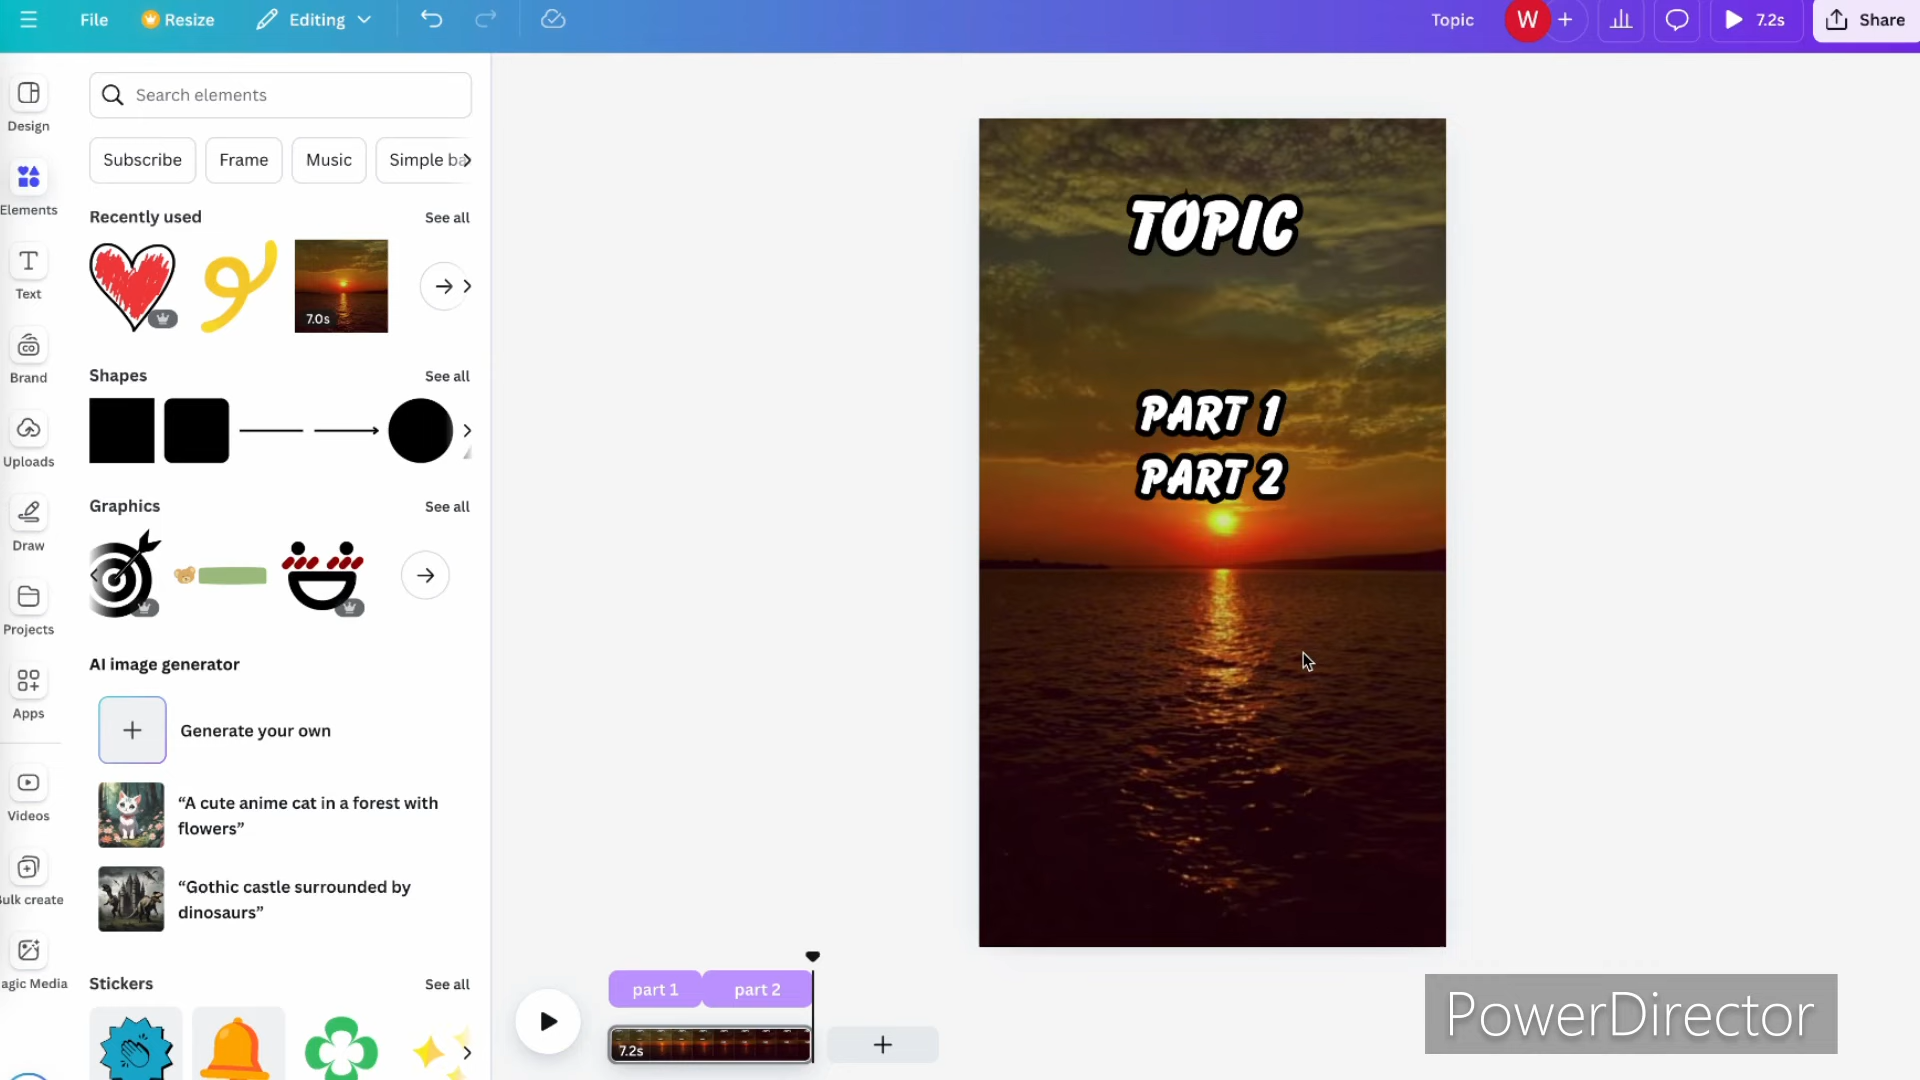 File
Resize
Editing
Topic
W
7.2s
Share
Search elements
Design
Subscribe
Frame
Music
Simple ba
Elements
Recently used
See all
Text
7.0s
TOPIC
Brand
Shapes
See all
PART 1
PART 2
Uploads
Graphics
See all
Draw
Projects
AI image generator
Apps
Generate your own
Videos
“A cute anime cat in a forest with
flowers”
Bulk create
“Gothic castle surrounded by
dinosaurs”
agic Media
Stickers
See all
part 1
part 2
7.2s
PowerDirector